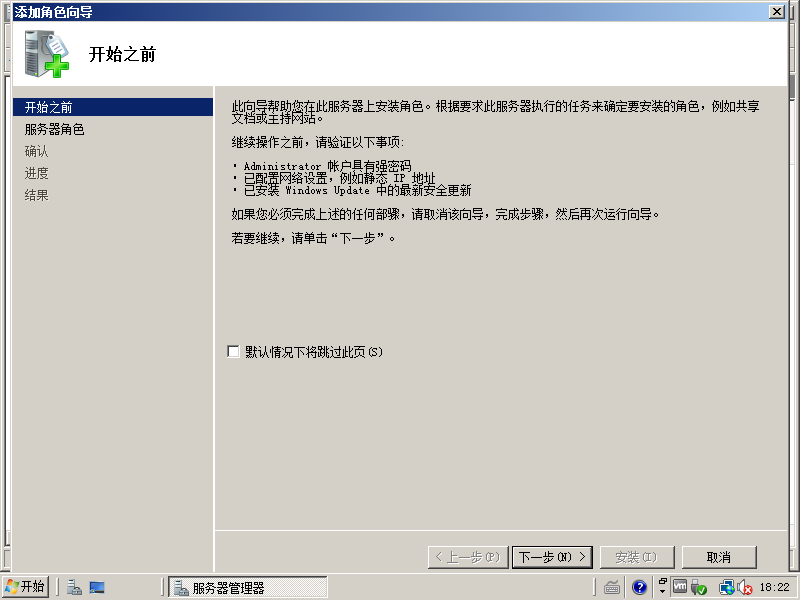 添加角色向导
开始之前
开始之前
服务器角色
确认
进度
结果
此向导帮助您在此服务器上安装角色。根据要求此服务器执行的任务来确定要安装的角色，例如共享
文档或主持网站。
继续操作之前，请验证以下事项:
· Administrator 帐户具有强密码
· 已配置网络设置，例如静态 IP 地址
· 已安装 Windows Update 中的最新安全更新
如果您必须完成上述的任何部骤，请取消该向导，完成步骤，然后再次运行向导。
若要继续，请单击“下一步”。
默认情况下将跳过此页(S)
< 上一步(P)
下一步(N) >
安装(I)
取消
开始
服务器管理器
18:22